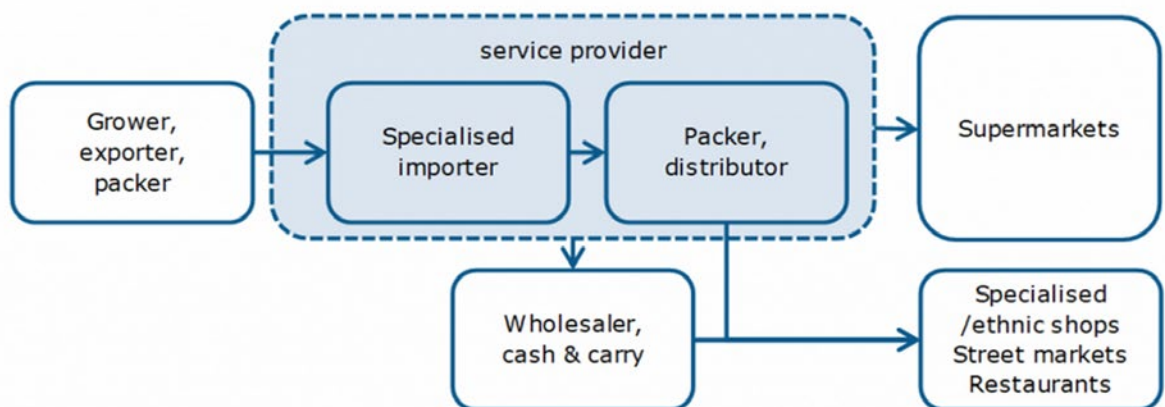 service provider
Grower,
exporter,
packer
Specialised
importer
Packer,
distributor
Supermarkets
Wholesaler,
cash & carry
Specialised
/ethnic shops
Street markets
Restaurants